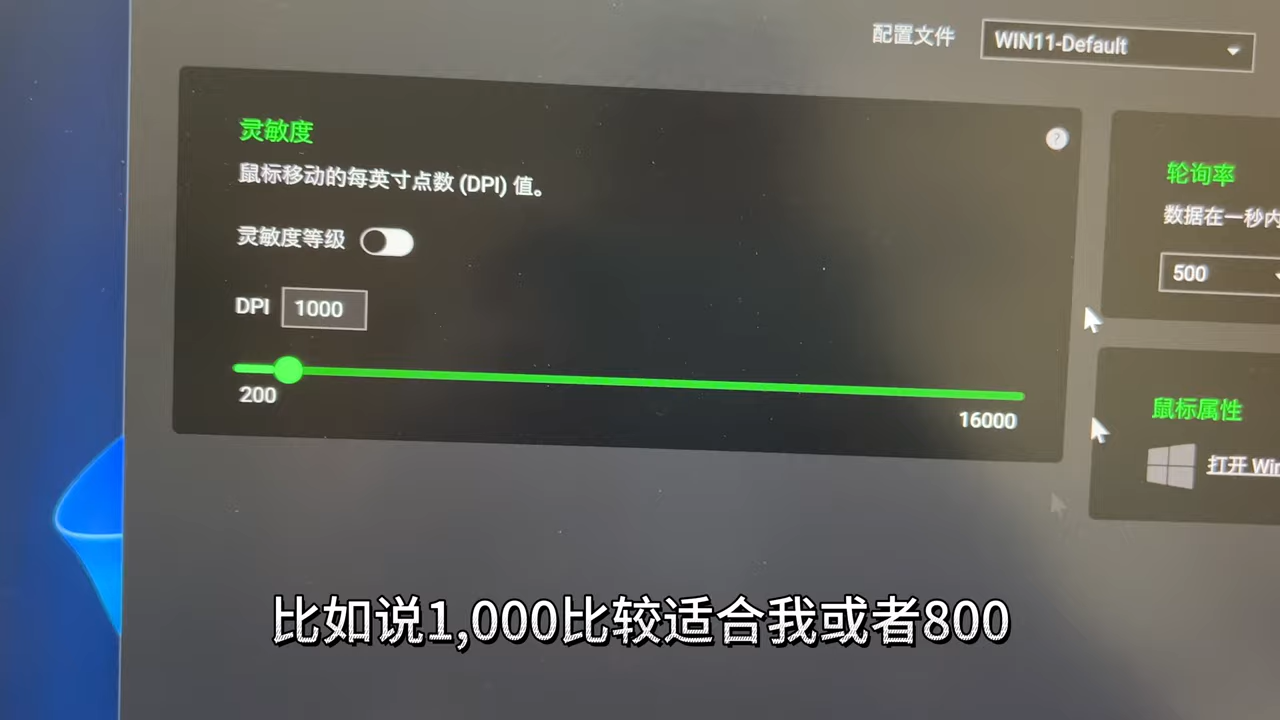 配置文件
WIN11-Default
灵敏度
?
鼠标移动的每英寸点数 (DPI) 值。
灵敏度等级
DPI 1000
200
16000
轮询率
数据在一秒内
500
鼠标属性
打开 Win
比如说1,000比较适合我或者800